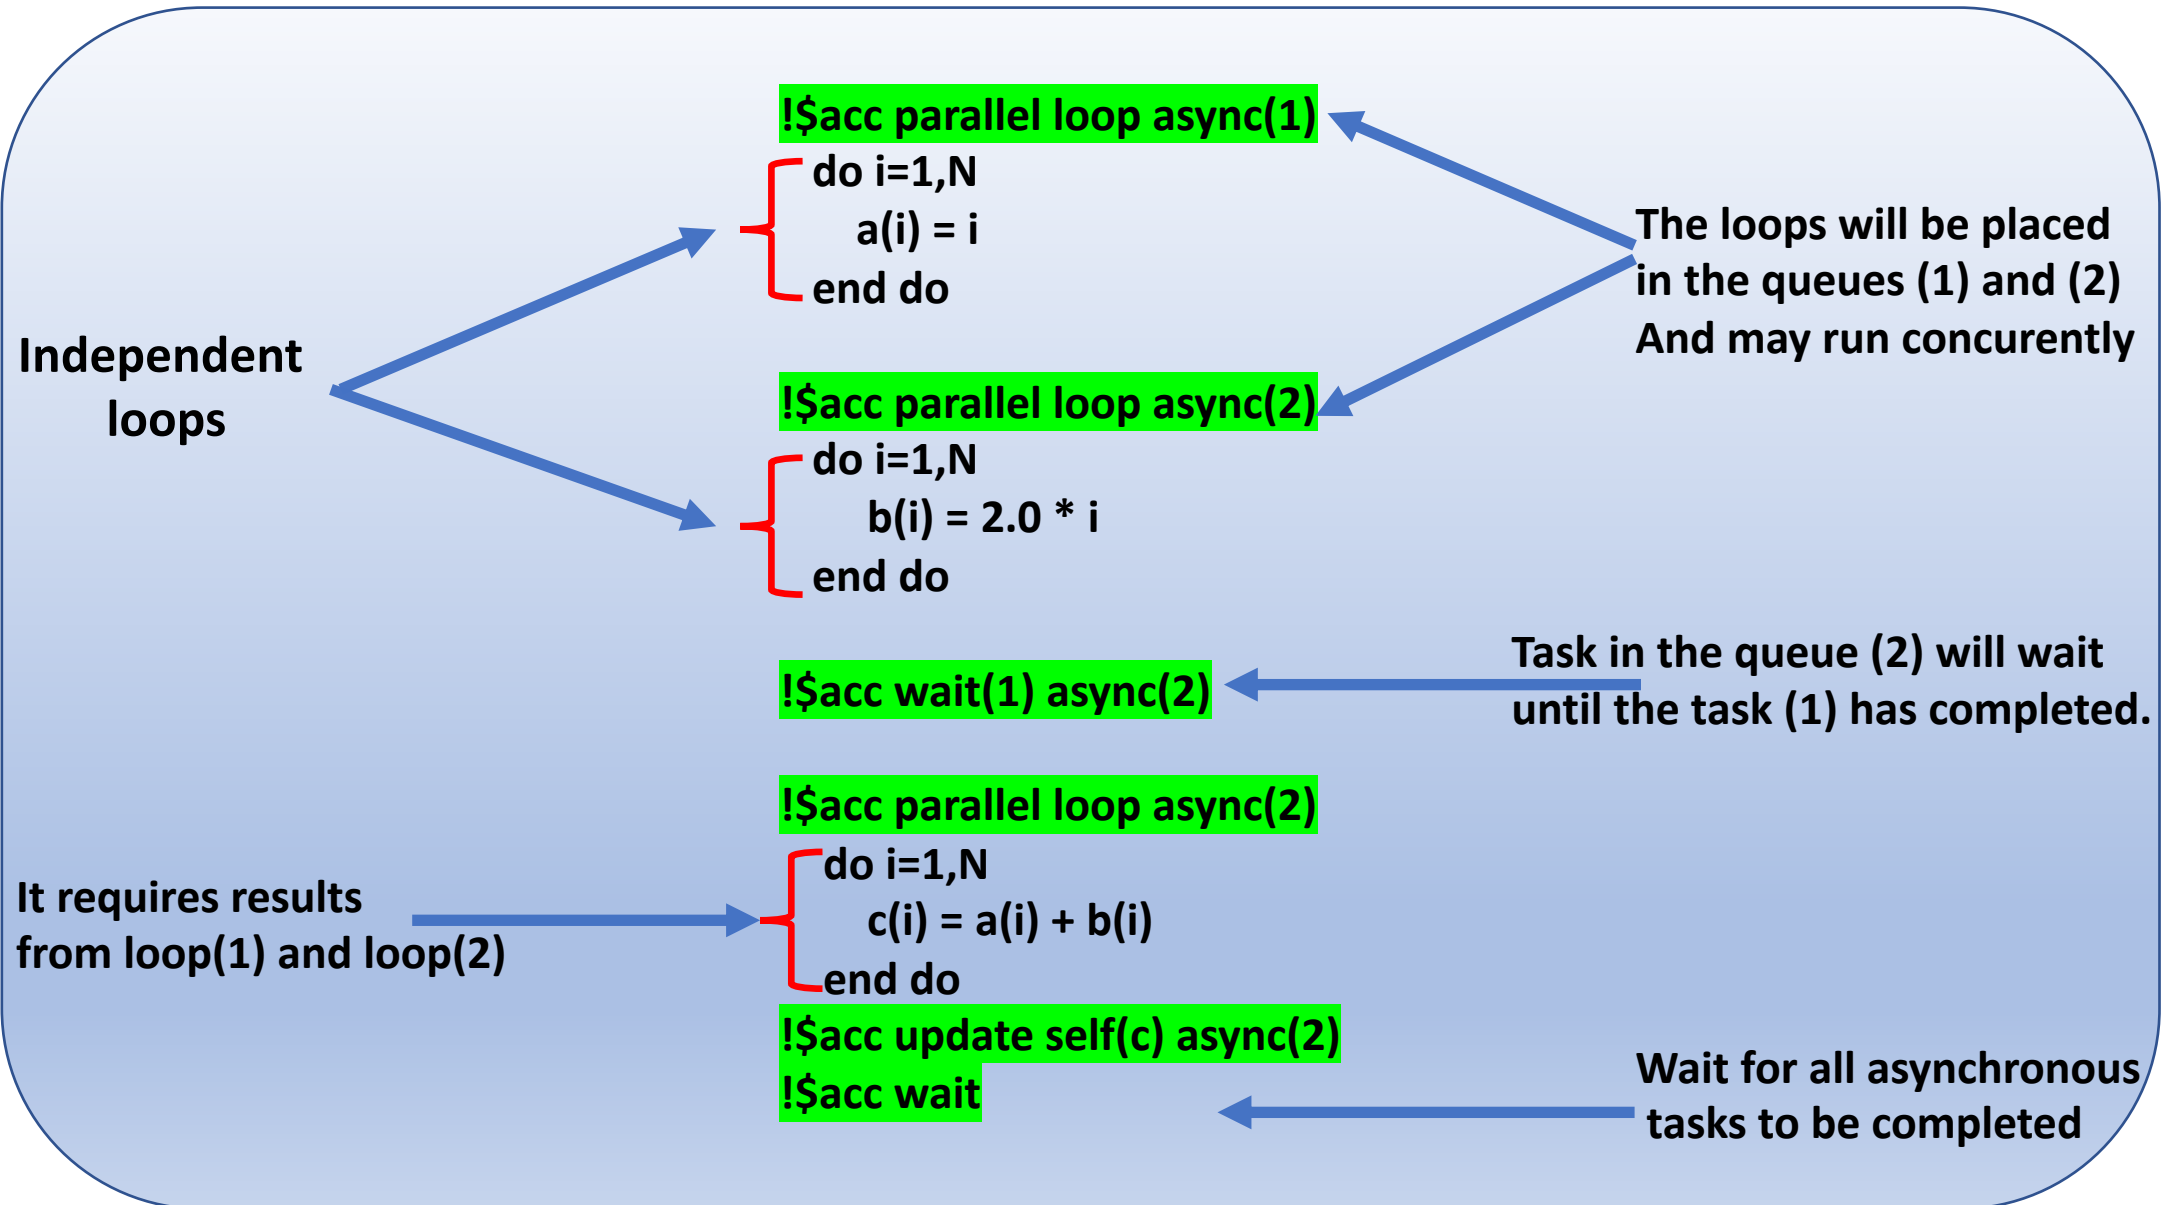 !$acc parallel loop async(1)
do i=1,N
a(i) = i
end do
The loops will be placed
in the queues (1) and (2)
And may run concurently
Independent
loops
!$acc parallel loop async(2)
do i=1,N
b(i) = 2.0 * i
end do
!$acc wait(1) async(2)
Task in the queue (2) will wait
until the task (1) has completed.
!$acc parallel loop async(2)
do i=1,N
c(i) = a(i) + b(i)
end do
It requires results
from loop(1) and loop(2)
!$acc update self(c) async(2)
!$acc wait
Wait for all asynchronous
tasks to be completed